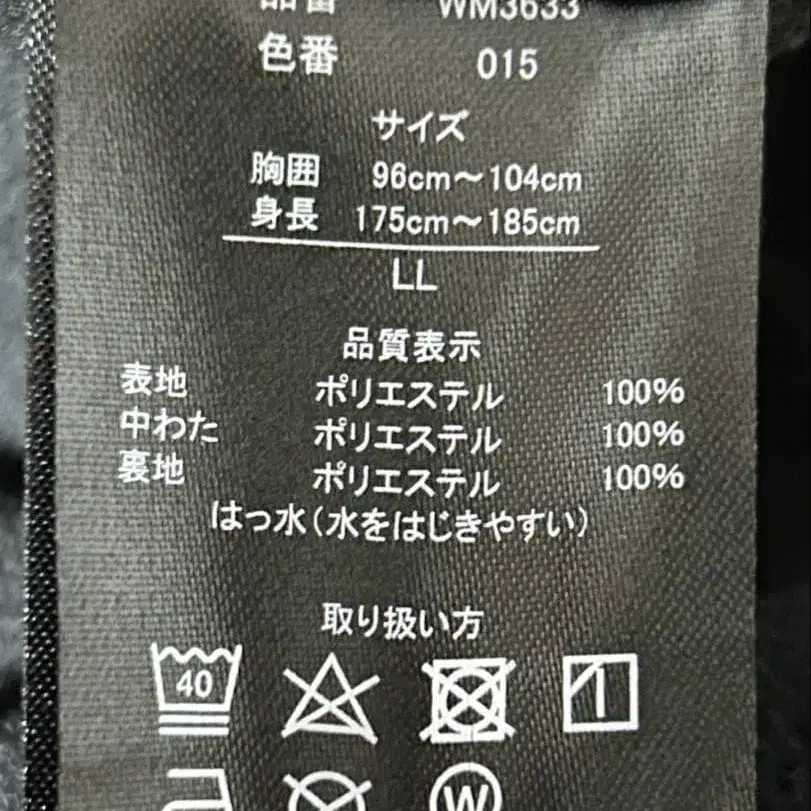 品番 WM3633
色番 015
サイズ
胸囲 96cm～104cm
身長 175cm～185cm
LL
品質表示
表地 ポリエステル 100%
中わた ポリエステル 100%
裏地 ポリエステル 100%
はっ水(水をはじきやすい)
取り扱い方
40
W